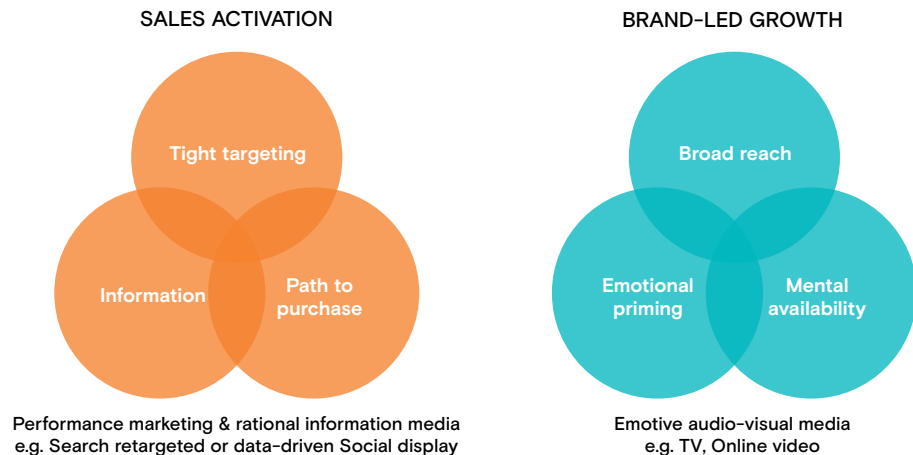 SALES ACTIVATION
Tight targeting
Information
Path to
purchase
Performance marketing & rational information media
e.g. Search retargeted or data-driven Social display
BRAND-LED GROWTH
Broad reach
Emotional
priming
Mental
availability
Emotive audio-visual media
e.g. TV, Online video